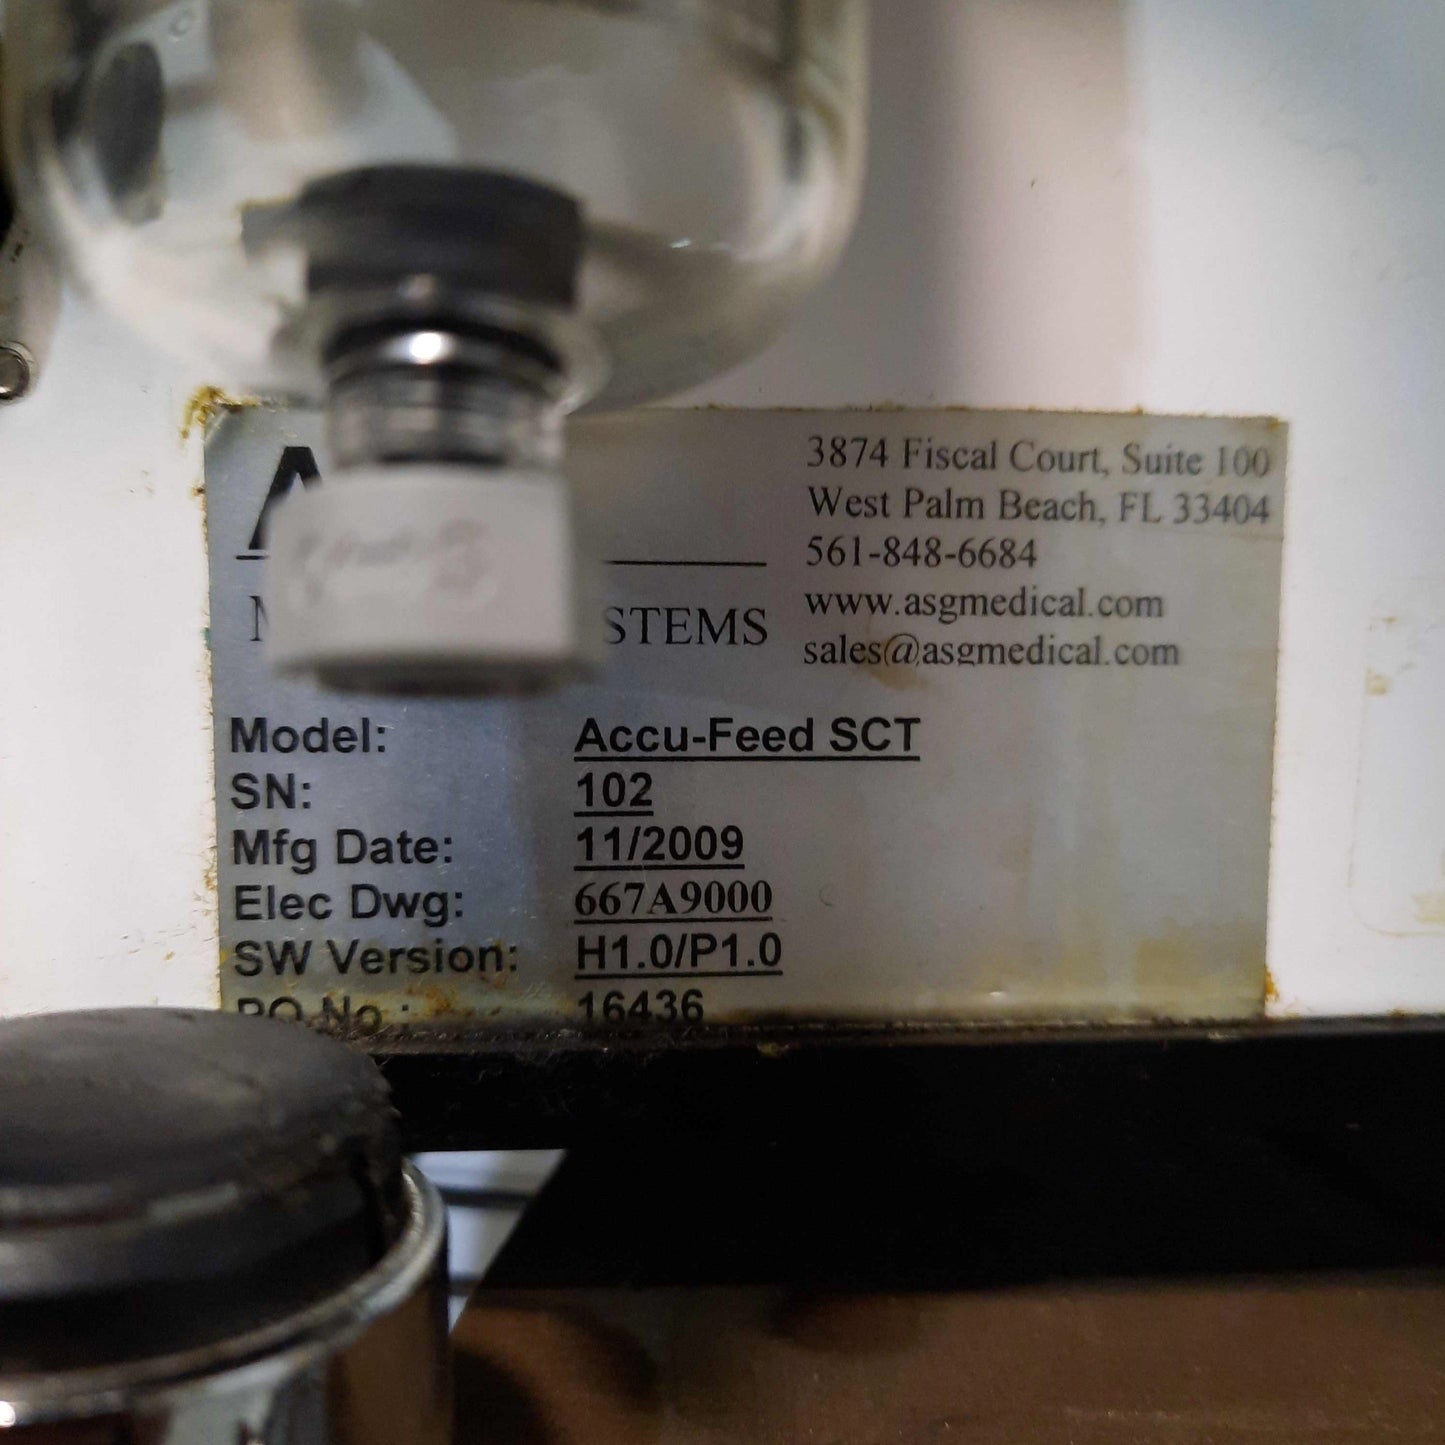 3874 Fiscal Court, Suite 100
West Palm Beach, FL 33404
561-848-6684
www.asgmedical.com
sales@asgmedical.com
Model: Accu-Feed SCT
SN: 102
Mfg Date: 11/2009
Elec Dwg: 667A9000
SW Version: H1.0/P1.0
PO No.: 16436